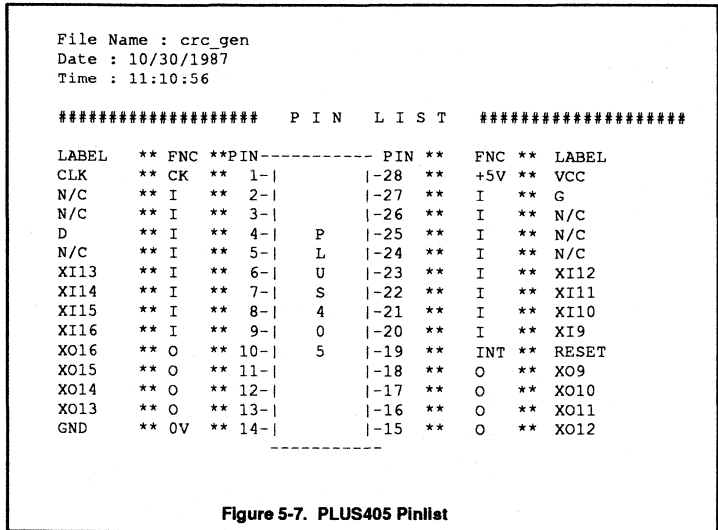 File Name : crc_gen
Date : 10/30/1987
Time : 11:10:56
#################### P I N L I S T ####################
LABEL ** FNC **PIN----------- PIN ** FNC ** LABEL
CLK ** CK ** 1-| |-28 ** +5V ** VCC
N/C ** I ** 2-| |-27 ** I ** G
N/C ** I ** 3-| |-26 ** I ** N/C
D ** I ** 4-| P |-25 ** I ** N/C
N/C ** I ** 5-| L |-24 ** I ** N/C
XI13 ** I ** 6-| U |-23 ** I ** XI12
XI14 ** I ** 7-| S |-22 ** I ** XI11
XI15 ** I ** 8-| 4 |-21 ** I ** XI10
XI16 ** I ** 9-| 0 |-20 ** I ** XI9
XO16 ** O ** 10-| 5 |-19 ** INT ** RESET
XO15 ** O ** 11-| |-18 ** O ** XO9
XO14 ** O ** 12-| |-17 ** O ** XO10
XO13 ** O ** 13-| |-16 ** O ** XO11
GND ** 0V ** 14-| |-15 ** O ** XO12
-----------
Figure 5-7. PLUS405 Pinlist